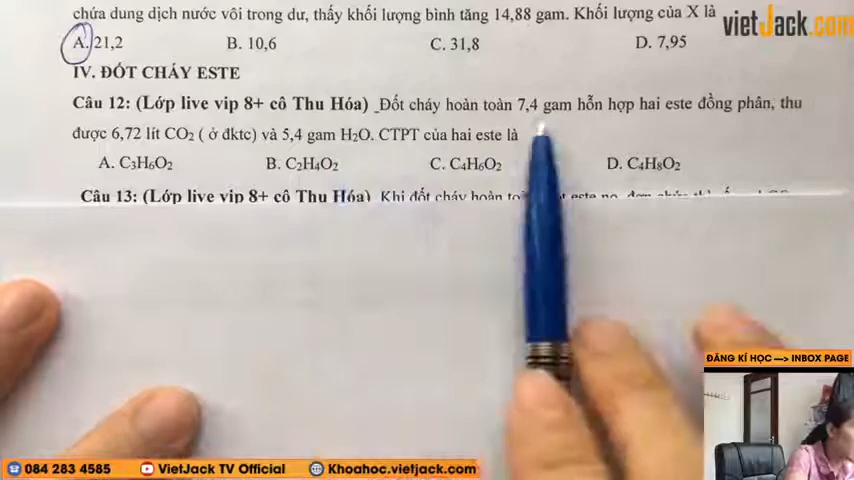 chứa dung dịch nước vôi trong dư, thấy khối lượng bình tăng 14,88 gam. Khối lượng của X là
vietJack.com
A. 21,2 B. 10,6 C. 31,8 D. 7,95
IV. ĐỐT CHÁY ESTE
Câu 12: (Lớp live vip 8+ cô Thu Hóa) _Đốt cháy hoàn toàn 7,4 gam hỗn hợp hai este đồng phân, thu
được 6,72 lít CO2 ( ở đktc) và 5,4 gam H2O. CTPT của hai este là
A. C3H6O2 B. C2H4O2 C. C4H6O2 D. C4H8O2
Câu 13: (Lớp live vip 8+ cô Thu Hóa) Khi đốt cháy hoàn
ĐĂNG KÍ HỌC —> INBOX PAGE
084 283 4585 VietJack TV Official Khoahoc.vietjack.com